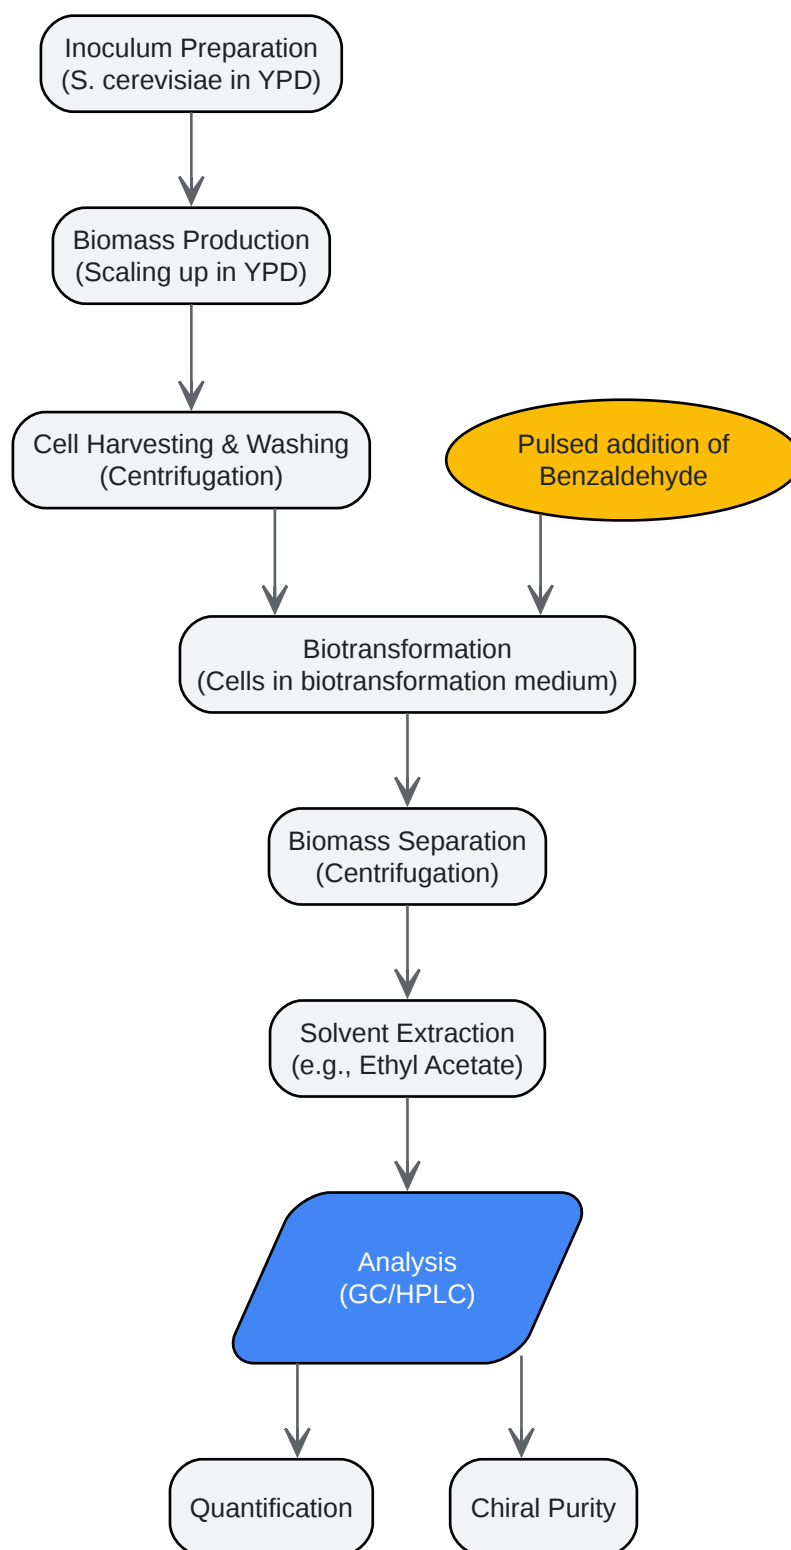 Inoculum Preparation
(S. cerevisiae in YPD)
Biomass Production
(Scaling up in YPD)
Cell Harvesting & Washing
(Centrifugation)
Pulsed addition of
Benzaldehyde
Biotransformation
(Cells in biotransformation medium)
Biomass Separation
(Centrifugation)
Solvent Extraction
(e.g., Ethyl Acetate)
Analysis
(GC/HPLC)
Quantification
Chiral Purity